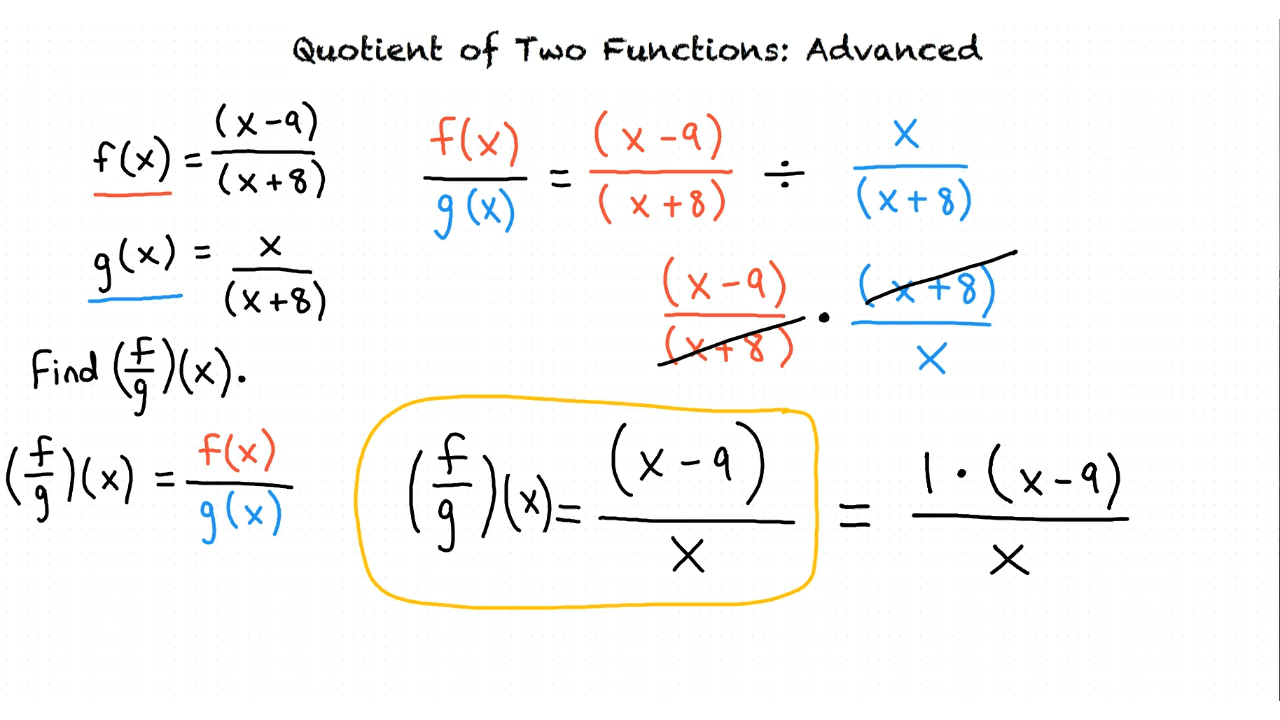 Quotient of Two Functions: Advanced
f(x) = (x-9)/(x+8)
g(x) = x/(x+8)
Find (f/g)(x).
(f/g)(x) = f(x)/g(x)
f(x)/g(x) = (x-9)/(x+8) ÷ x/(x+8)
(x-9)/(x+8) · (x+8)/x
(f/g)(x) = (x-9)/x = 1·(x-9)/x